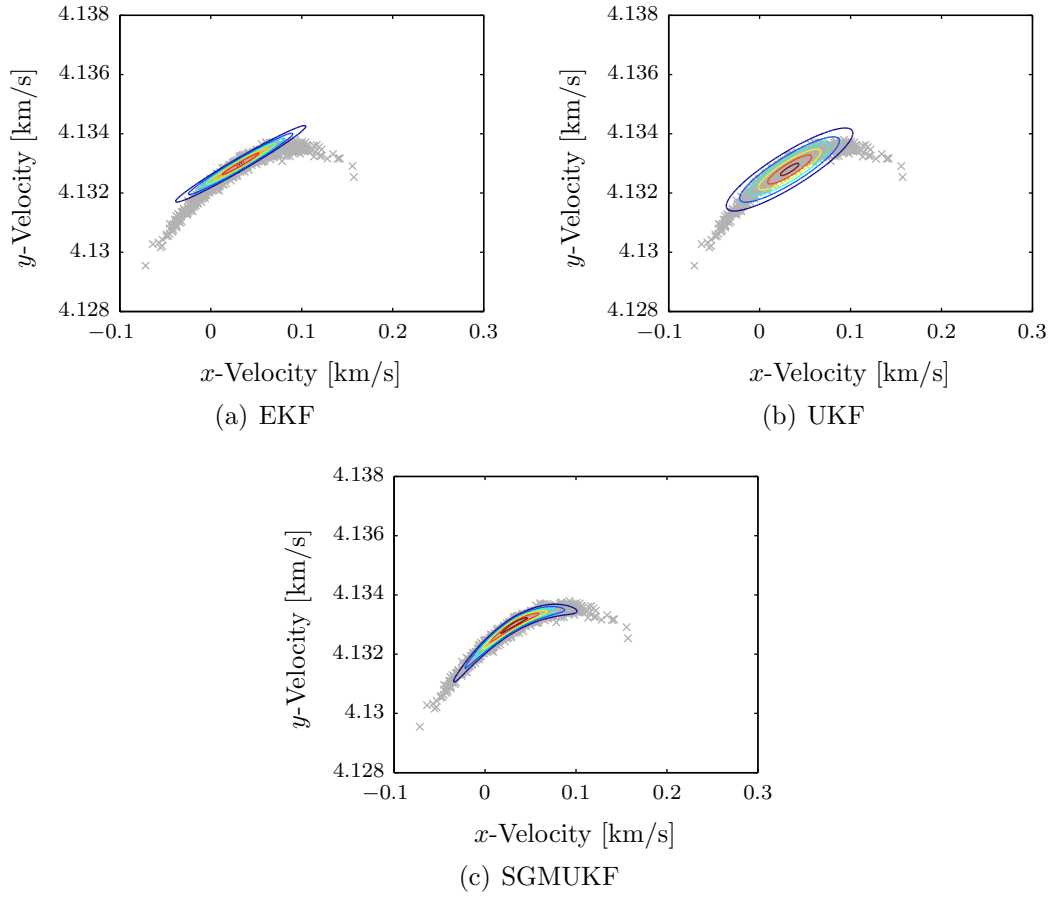 4.138
4.136
4.134
4.132
4.13
4.128
−0.1 0 0.1 0.2 0.3
y-Velocity [km/s]
x-Velocity [km/s]
(a) EKF
4.138
4.136
4.134
4.132
4.13
4.128
−0.1 0 0.1 0.2 0.3
y-Velocity [km/s]
x-Velocity [km/s]
(b) UKF
4.138
4.136
4.134
4.132
4.13
4.128
−0.1 0 0.1 0.2 0.3
y-Velocity [km/s]
x-Velocity [km/s]
(c) SGMUKF